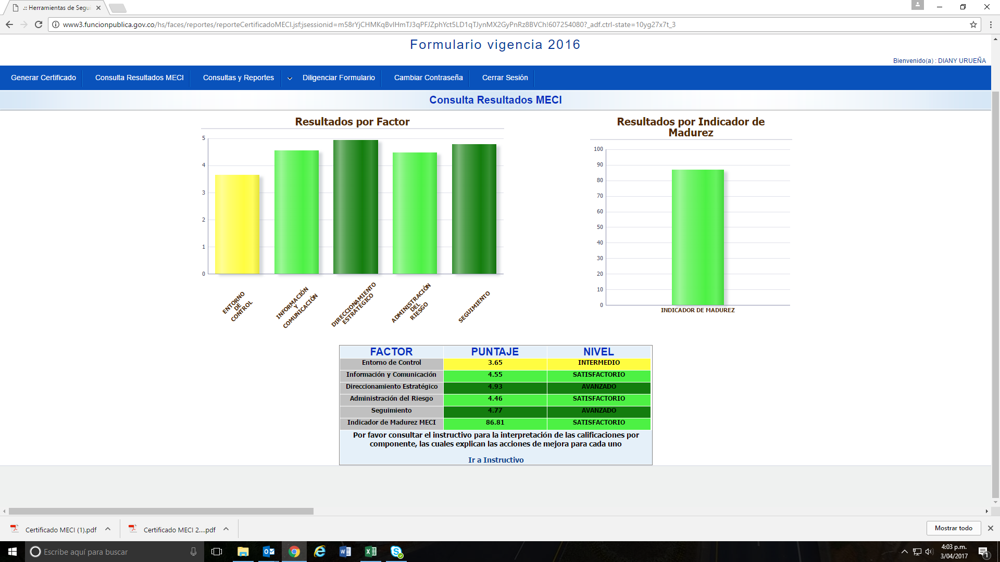 .:: Herramientas de Segui
www3.funcionpublica.gov.co/hs/faces/reportes/reporteCertificadoMECI.jsf;jsessionid=m58rYjCHMKqBvIHmTJ3qPFJZphYct5LD1qTJynMX2GyPnRz8BVCh!607254080?_adf.ctrl-state=10yg27x7t_3
Formulario vigencia 2016
Bienvenido(a) : DIANY URUEÑA
Generar Certificado Consulta Resultados MECI Consultas y Reportes Diligenciar Formulario Cambiar Contraseña Cerrar Sesión
Consulta Resultados MECI
Resultados por Factor
5
4
3
2
1
0
ENTORNO
DE
CONTROL
INFORMACIÓN
Y
COMUNICACIÓN
DIRECCIONAMIENTO
ESTRATÉGICO
ADMINISTRACIÓN
DEL
RIESGO
SEGUIMIENTO
Resultados por Indicador de
Madurez
100
90
80
70
60
50
40
30
20
10
0
INDICADOR DE MADUREZ
FACTOR PUNTAJE NIVEL
Entorno de Control 3.65 INTERMEDIO
Información y Comunicación 4.55 SATISFACTORIO
Direccionamiento Estratégico 4.93 AVANZADO
Administración del Riesgo 4.46 SATISFACTORIO
Seguimiento 4.77 AVANZADO
Indicador de Madurez MECI 86.81 SATISFACTORIO
Por favor consultar el instructivo para la interpretación de las calificaciones por
componente, las cuales explican las acciones de mejora para cada uno
Ir a Instructivo
Certificado MECI (1).pdf Certificado MECI 2....pdf Mostrar todo
Escribe aquí para buscar
4:03 p.m.
3/04/2017
1